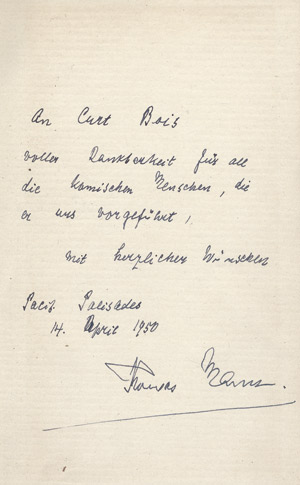 An Curt Bois
voller Dankbarkeit für all
die komischen Menschen, die
er uns vorgeführt,
mit herzlichen Wünschen
Pacif. Palisades
14. April 1950
Thomas Mann.